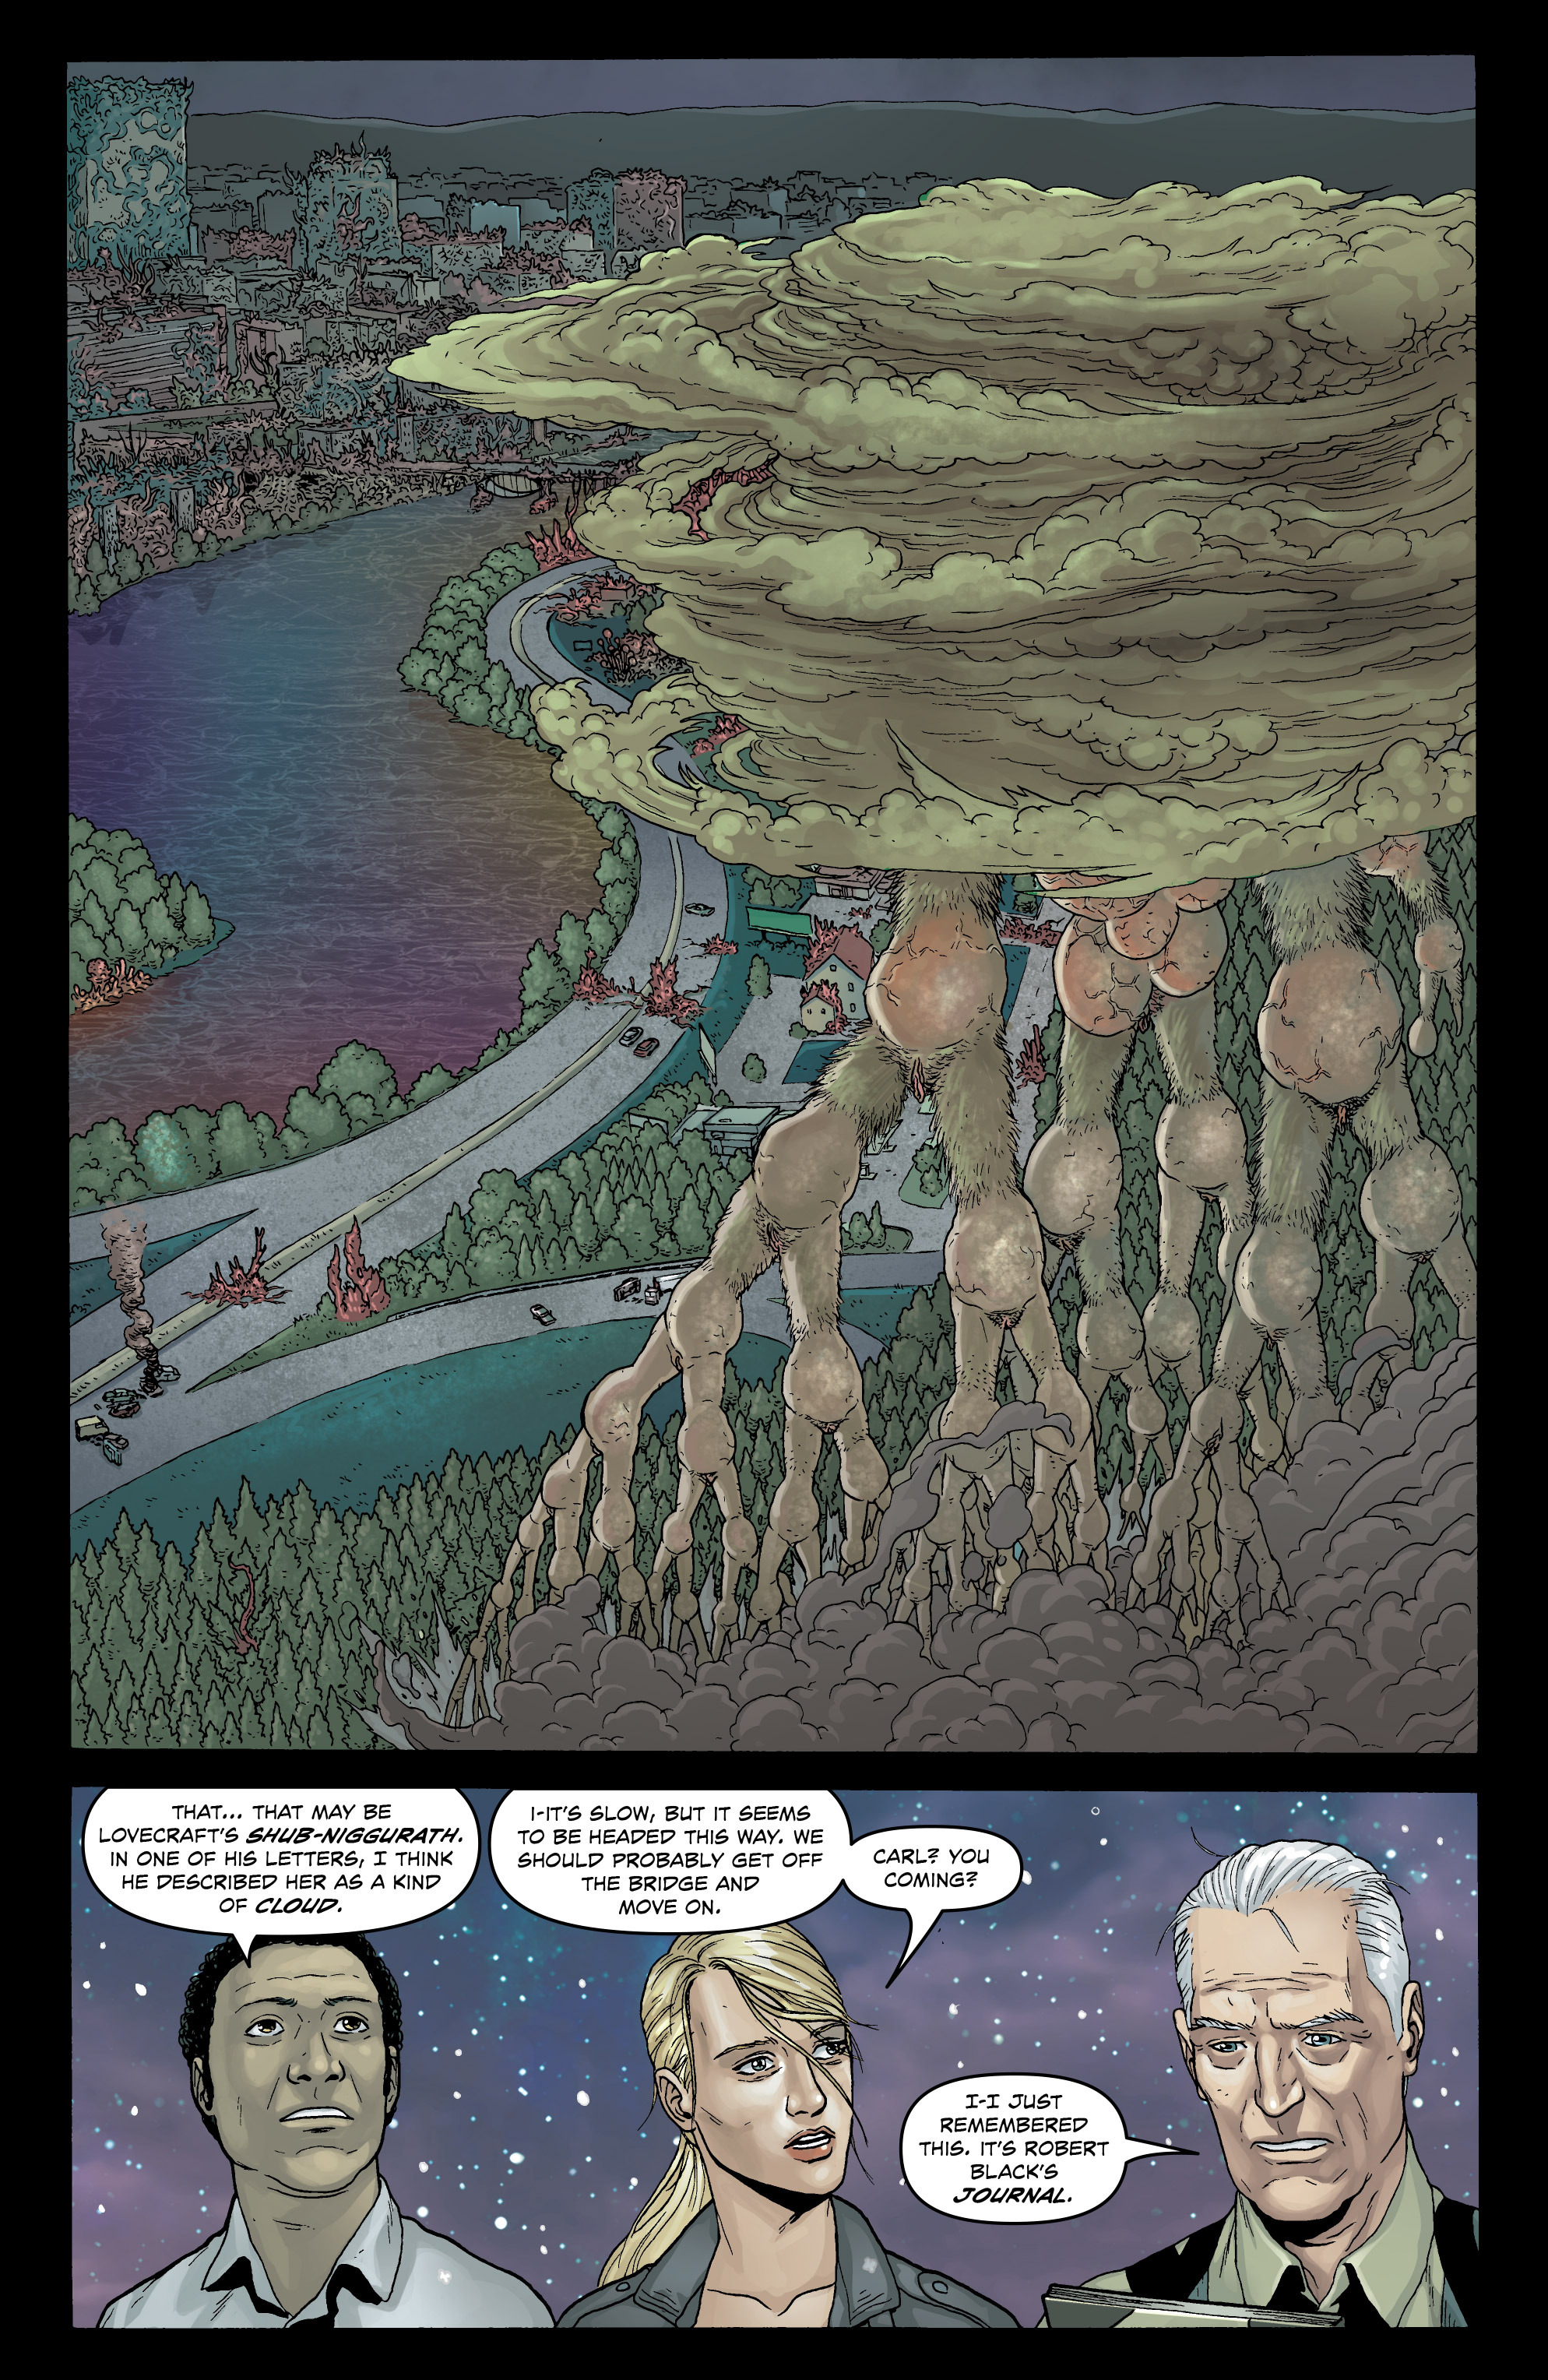 THAT... THAT MAY BE
LOVECRAFT'S SHUB-NIGGURATH.
IN ONE OF HIS LETTERS, I THINK
HE DESCRIBED HER AS A KIND
OF CLOUD.
I-IT'S SLOW, BUT IT SEEMS
TO BE HEADED THIS WAY. WE
SHOULD PROBABLY GET OFF
THE BRIDGE AND
MOVE ON.
CARL? YOU
COMING?
I-I JUST
REMEMBERED
THIS. IT'S ROBERT
BLACK'S
JOURNAL.